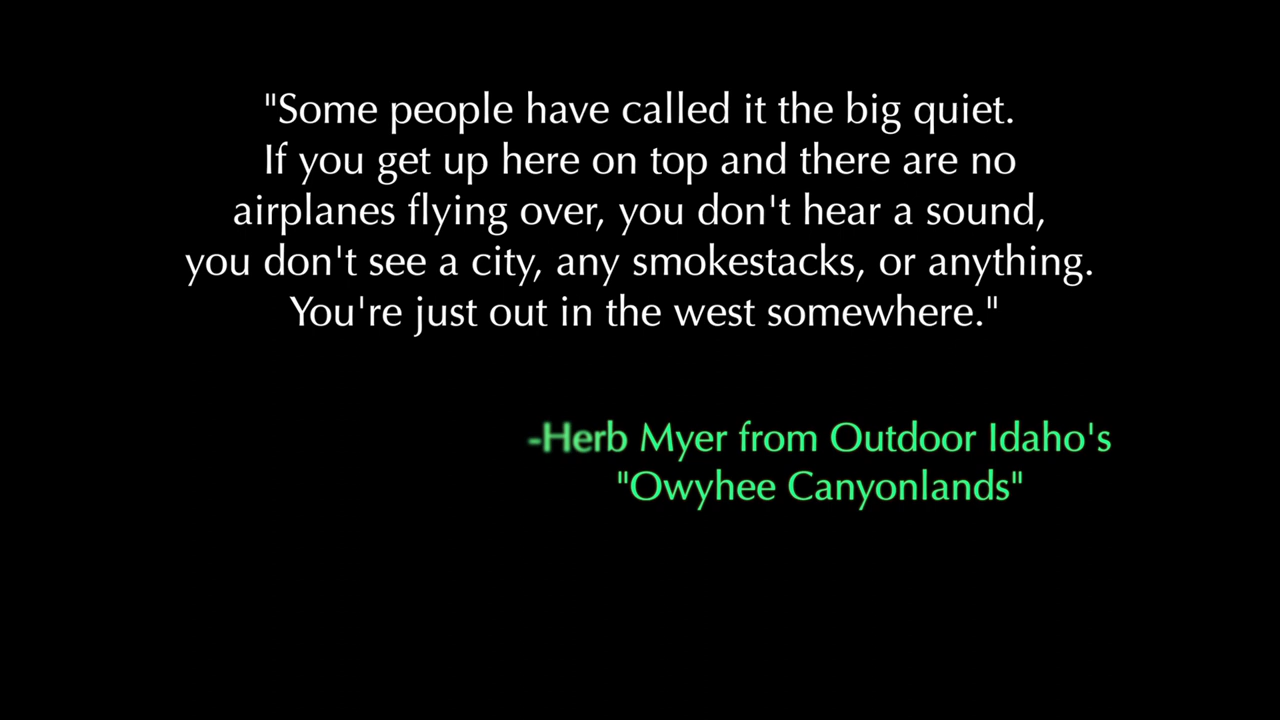 "Some people have called it the big quiet.
If you get up here on top and there are no
airplanes flying over, you don't hear a sound,
you don't see a city, any smokestacks, or anything.
You're just out in the west somewhere."
-Herb Myer from Outdoor Idaho's
"Owyhee Canyonlands"